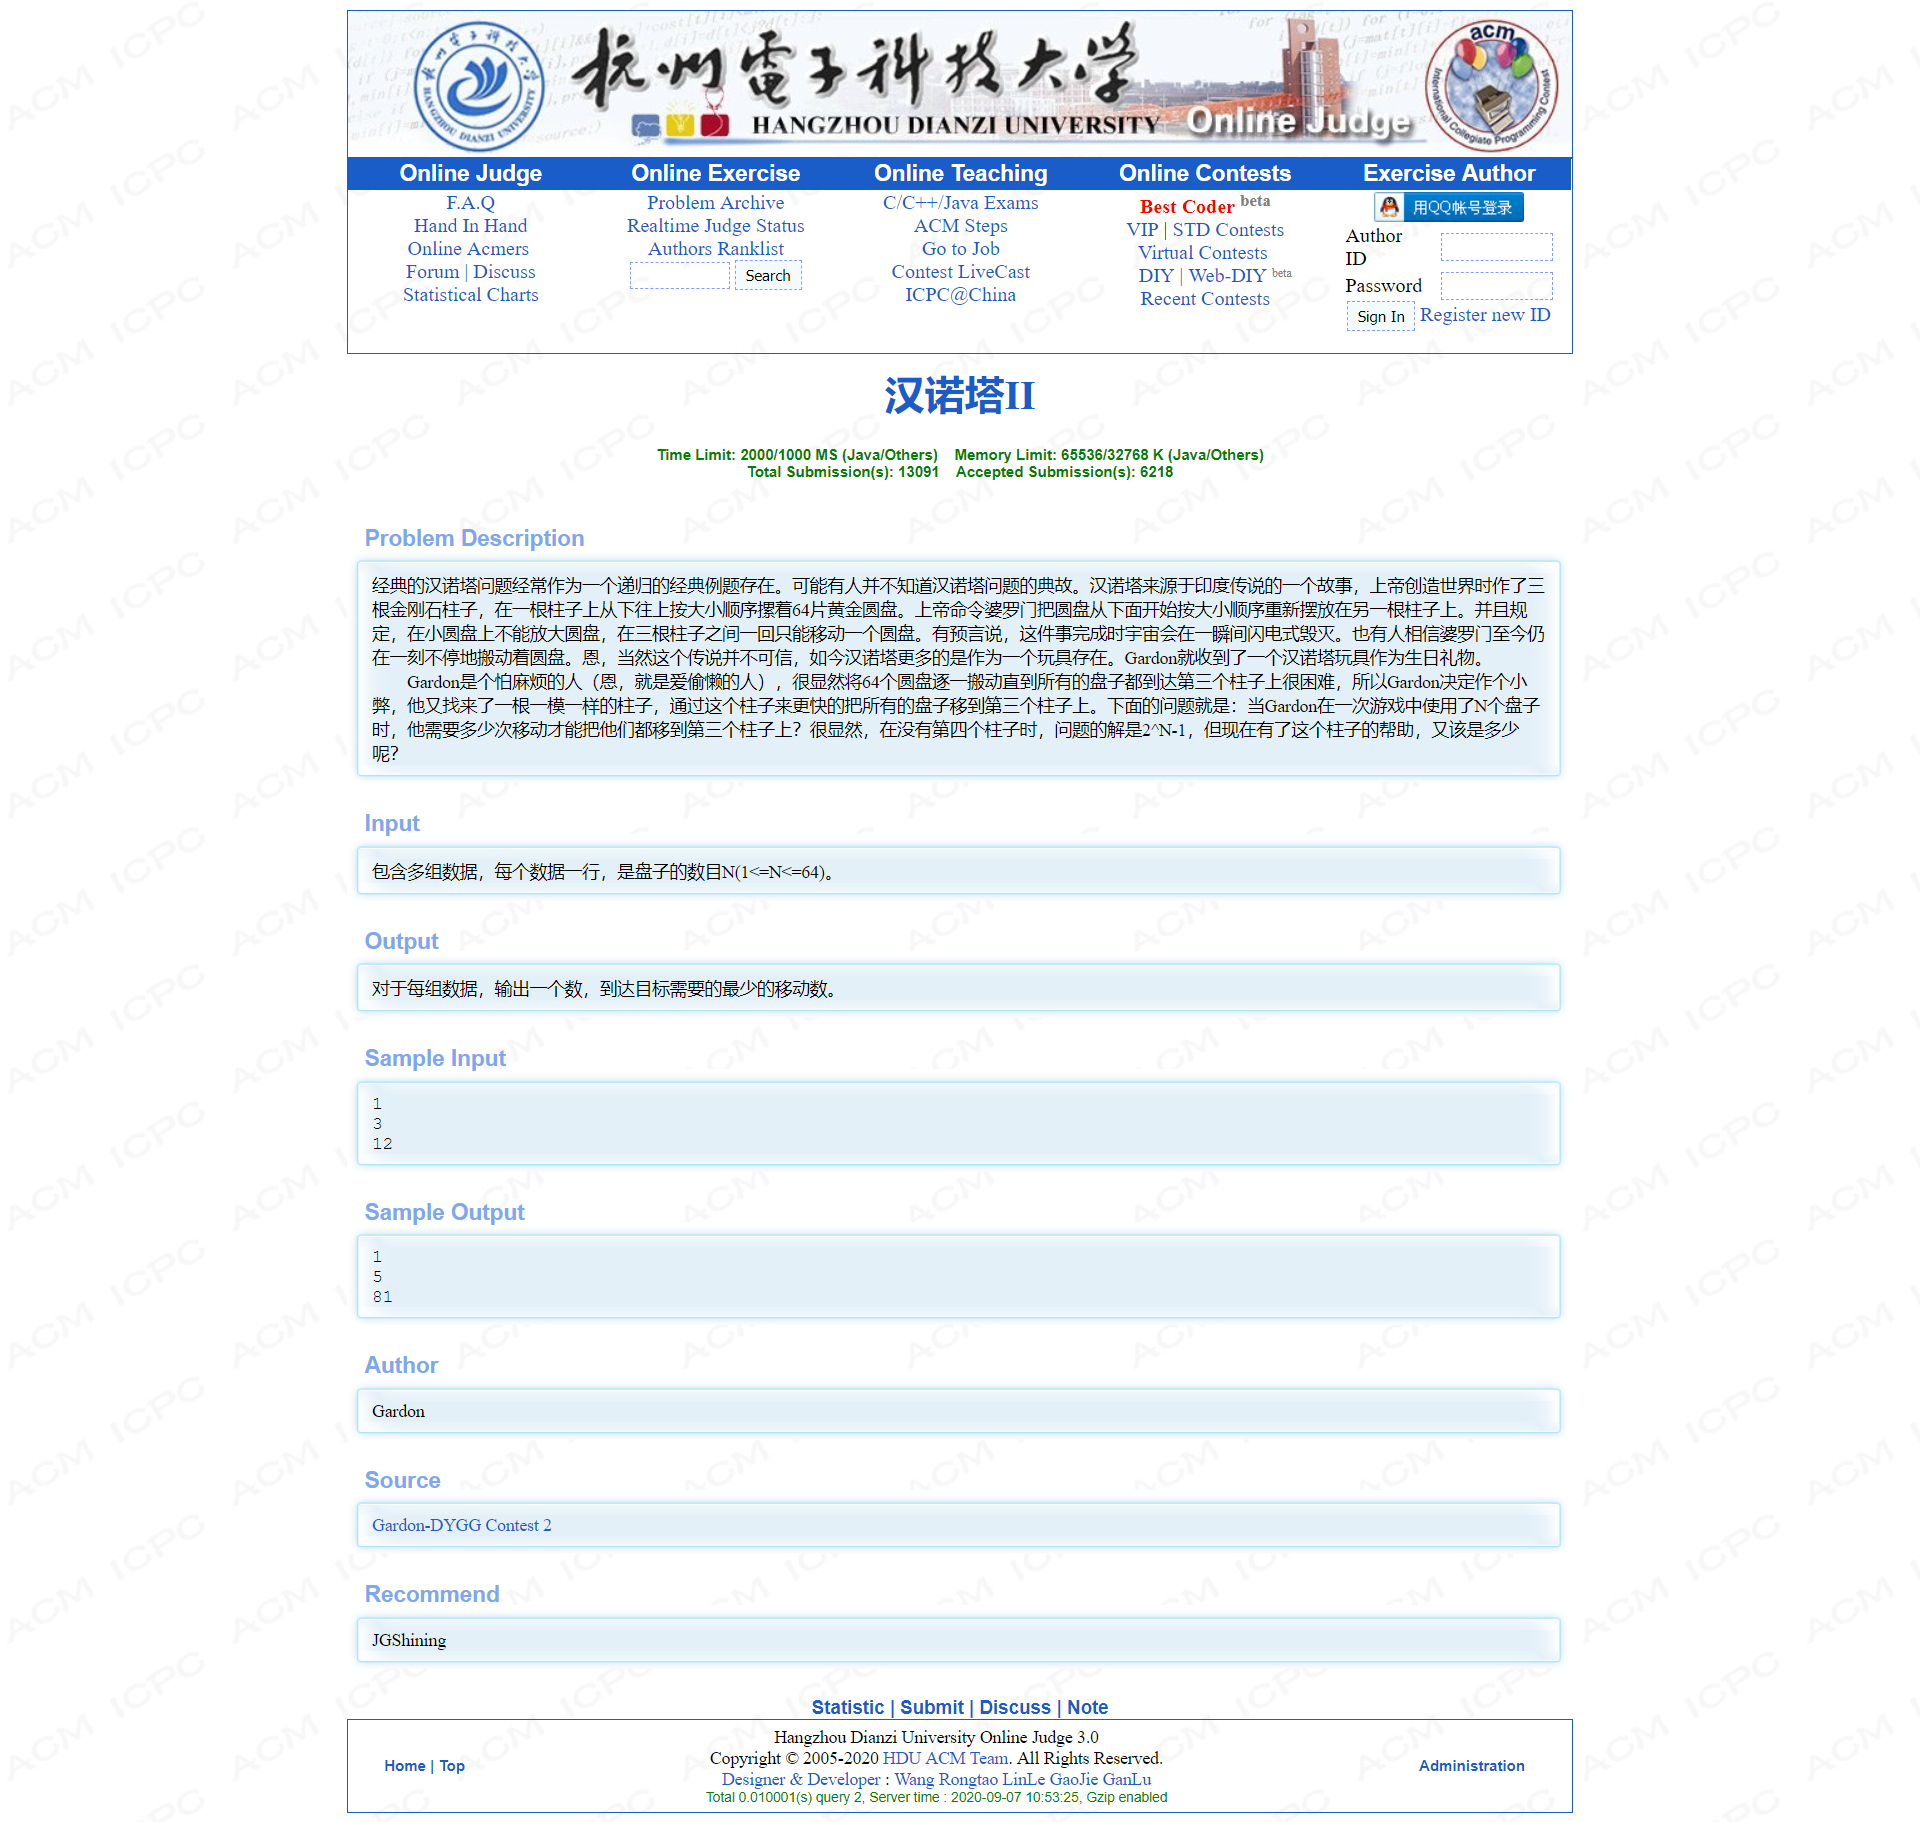 杭州電子科技大学
HANGZHOU DIANZI UNIVERSITY Online Judge
Online Judge Online Exercise Online Teaching Online Contests Exercise Author
F.A.Q
Hand In Hand
Online Acmers
Forum | Discuss
Statistical Charts
Problem Archive
Realtime Judge Status
Authors Ranklist
Search
C/C++/Java Exams
ACM Steps
Go to Job
Contest LiveCast
ICPC@China
Best Coder beta
VIP | STD Contests
Virtual Contests
DIY | Web-DIY beta
Recent Contests
用QQ帐号登录
Author ID
Password
Sign In Register new ID
汉诺塔II
Time Limit: 2000/1000 MS (Java/Others) Memory Limit: 65536/32768 K (Java/Others)
Total Submission(s): 13091 Accepted Submission(s): 6218
Problem Description
经典的汉诺塔问题经常作为一个递归的经典例题存在。可能有人并不知道汉诺塔问题的典故。汉诺塔来源于印度传说的一个故事，上帝创造世界时作了三
根金刚石柱子，在一根柱子上从下往上按大小顺序摞着64片黄金圆盘。上帝命令婆罗门把圆盘从下面开始按大小顺序重新摆放在另一根柱子上。并且规
定，在小圆盘上不能放大圆盘，在三根柱子之间一回只能移动一个圆盘。有预言说，这件事完成时宇宙会在一瞬间闪电式毁灭。也有人相信婆罗门至今仍
在一刻不停地搬动着圆盘。恩，当然这个传说并不可信，如今汉诺塔更多的是作为一个玩具存在。Gardon就收到了一个汉诺塔玩具作为生日礼物。
Gardon是个怕麻烦的人（恩，就是爱偷懒的人），很显然将64个圆盘逐一搬动直到所有的盘子都到达第三个柱子上很困难，所以Gardon决定作个小
弊，他又找来了一根一模一样的柱子，通过这个柱子来更快的把所有的盘子移到第三个柱子上。下面的问题就是：当Gardon在一次游戏中使用了N个盘子
时，他需要多少次移动才能把他们都移到第三个柱子上？很显然，在没有第四个柱子时，问题的解是2^N-1，但现在有了这个柱子的帮助，又该是多少
呢？
Input
包含多组数据，每个数据一行，是盘子的数目N(1<=N<=64)。
Output
对于每组数据，输出一个数，到达目标需要的最少的移动数。
Sample Input
1
3
12
Sample Output
1
5
81
Author
Gardon
Source
Gardon-DYGG Contest 2
Recommend
JGShining
Statistic | Submit | Discuss | Note
Home | Top
Hangzhou Dianzi University Online Judge 3.0
Copyright © 2005-2020 HDU ACM Team. All Rights Reserved.
Designer & Developer : Wang Rongtao LinLe GaoJie GanLu
Total 0.010001(s) query 2, Server time : 2020-09-07 10:53:25, Gzip enabled
Administration